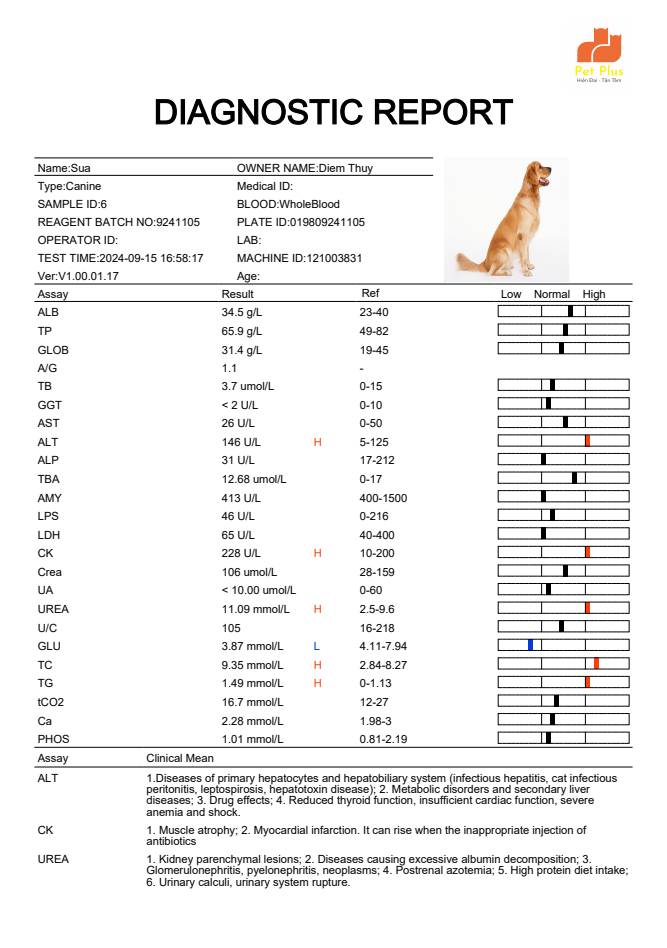 Pet Plus
Hiện Đại - Tận Tâm
DIAGNOSTIC REPORT
Name:Sua OWNER NAME:Diem Thuy
Type:Canine Medical ID:
SAMPLE ID:6 BLOOD:WholeBlood
REAGENT BATCH NO:9241105 PLATE ID:019809241105
OPERATOR ID: LAB:
TEST TIME:2024-09-15 16:58:17 MACHINE ID:121003831
Ver:V1.00.01.17 Age:
Assay Result Ref Low Normal High
ALB 34.5 g/L 23-40
TP 65.9 g/L 49-82
GLOB 31.4 g/L 19-45
A/G 1.1 -
TB 3.7 umol/L 0-15
GGT < 2 U/L 0-10
AST 26 U/L 0-50
ALT 146 U/L H 5-125
ALP 31 U/L 17-212
TBA 12.68 umol/L 0-17
AMY 413 U/L 400-1500
LPS 46 U/L 0-216
LDH 65 U/L 40-400
CK 228 U/L H 10-200
Crea 106 umol/L 28-159
UA < 10.00 umol/L 0-60
UREA 11.09 mmol/L H 2.5-9.6
U/C 105 16-218
GLU 3.87 mmol/L L 4.11-7.94
TC 9.35 mmol/L H 2.84-8.27
TG 1.49 mmol/L H 0-1.13
tCO2 16.7 mmol/L 12-27
Ca 2.28 mmol/L 1.98-3
PHOS 1.01 mmol/L 0.81-2.19
Assay Clinical Mean
ALT 1.Diseases of primary hepatocytes and hepatobiliary system (infectious hepatitis, cat infectious
peritonitis, leptospirosis, hepatotoxin disease); 2. Metabolic disorders and secondary liver
diseases; 3. Drug effects; 4. Reduced thyroid function, insufficient cardiac function, severe
anemia and shock.
CK 1. Muscle atrophy; 2. Myocardial infarction. It can rise when the inappropriate injection of
antibiotics
UREA 1. Kidney parenchymal lesions; 2. Diseases causing excessive albumin decomposition; 3.
Glomerulonephritis, pyelonephritis, neoplasms; 4. Postrenal azotemia; 5. High protein diet intake;
6. Urinary calculi, urinary system rupture.